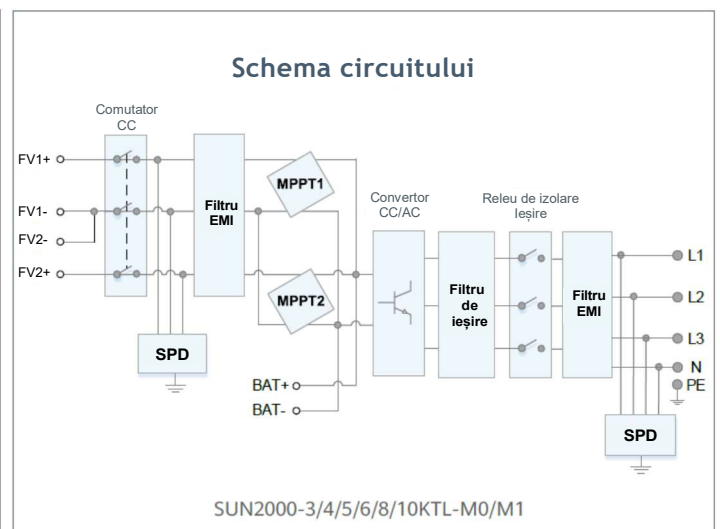 Schema circuitului
Comutator
CC
FV1+
FV1-
FV2-
FV2+
Filtru
EMI
MPPT1
MPPT2
SPD
BAT+
BAT-
Convertor
CC/AC
Filtru
de
ieșire
Releu de izolare
Ieșire
Filtru
EMI
L1
L2
L3
N
PE
SPD
SUN2000-3/4/5/6/8/10KTL-M0/M1